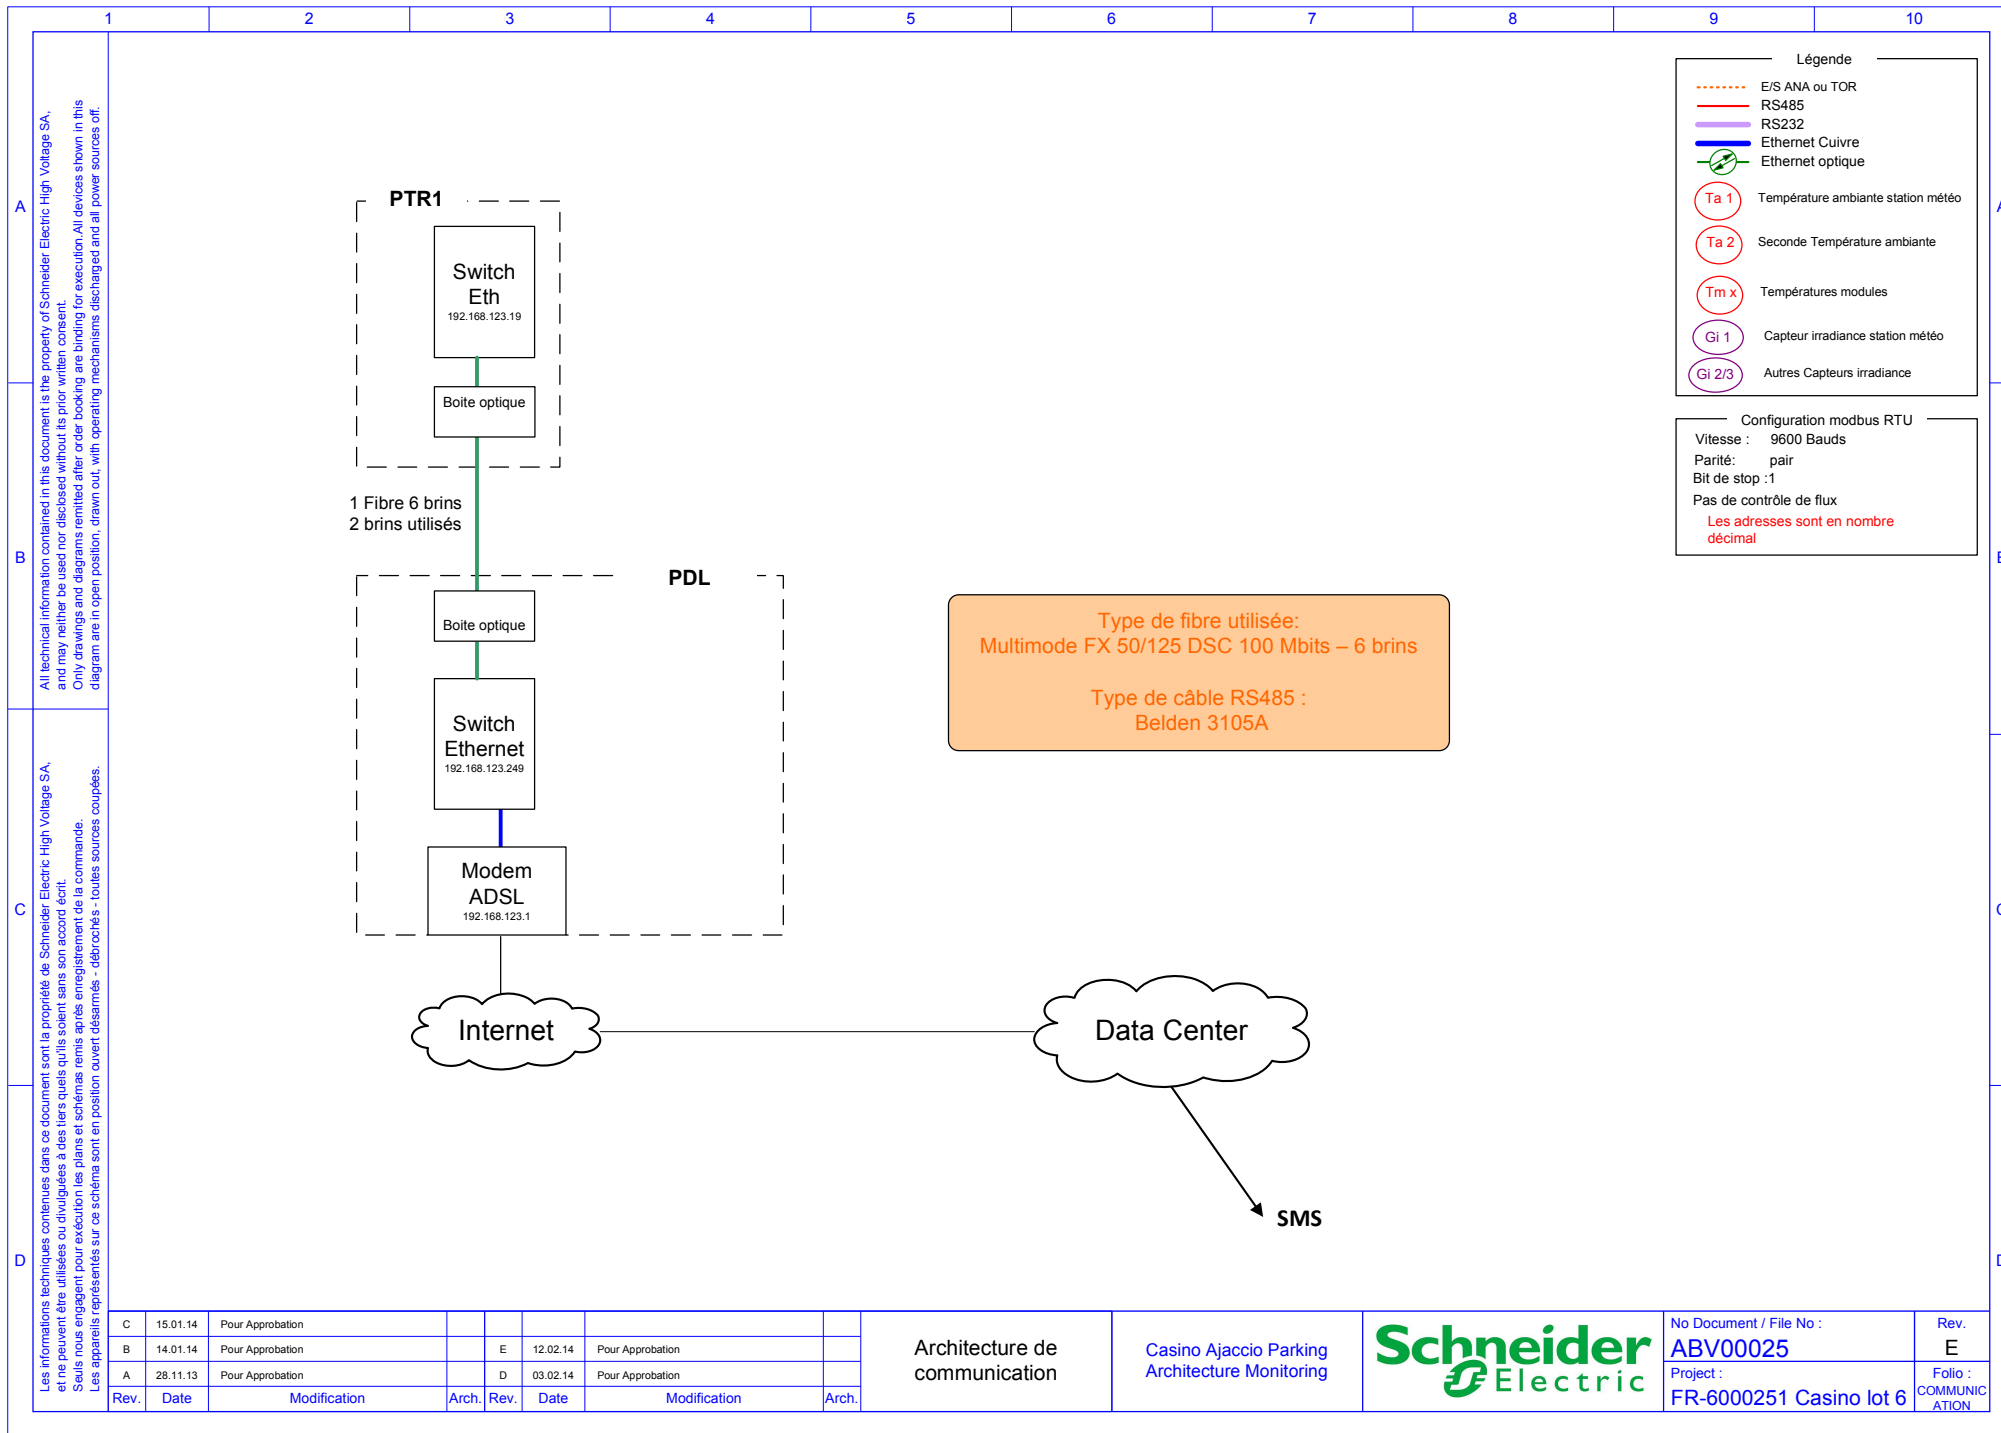 1 2 3 4 5 6 7 8 9 10
A
B
C
D
A
B
C
D
All technical information contained in this document is the property of Schneider Electric High Voltage SA,
and may neither be used nor disclosed without its prior written consent.
Only drawings and diagrams remitted after order booking are binding for execution.All devices shown in this
diagram are in open position, drawn out, with operating mechanisms discharged and all power sources off.
Les informations techniques contenues dans ce document sont la propriété de Schneider Electric High Voltage SA,
et ne peuvent être utilisées ou divulguées à des tiers quels qu'ils soient sans son accord écrit.
Seuls nous engagent pour exécution les plans et schémas remis après enregistrement de la commande.
Les appareils représentés sur ce schéma sont en position ouvert désarmés - débrochés - toutes sources coupées.
Légende
E/S ANA ou TOR
RS485
RS232
Ethernet Cuivre
Ethernet optique
Ta 1 Température ambiante station météo
Ta 2 Seconde Température ambiante
Tm x Températures modules
Gi 1 Capteur irradiance station météo
Gi 2/3 Autres Capteurs irradiance
Configuration modbus RTU
Vitesse : 9600 Bauds
Parité: pair
Bit de stop :1
Pas de contrôle de flux
Les adresses sont en nombre
décimal
PTR1
Switch
Eth
192.168.123.19
Boite optique
1 Fibre 6 brins
2 brins utilisés
PDL
Boite optique
Switch
Ethernet
192.168.123.249
Modem
ADSL
192.168.123.1
Type de fibre utilisée:
Multimode FX 50/125 DSC 100 Mbits – 6 brins
Type de câble RS485 :
Belden 3105A
Internet
Data Center
SMS
C 15.01.14 Pour Approbation
B 14.01.14 Pour Approbation E 12.02.14 Pour Approbation
A 28.11.13 Pour Approbation D 03.02.14 Pour Approbation
Rev. Date Modification Arch. Rev. Date Modification Arch.
Architecture de
communication
Casino Ajaccio Parking
Architecture Monitoring
Schneider
Electric
No Document / File No :
ABV00025
Project :
FR-6000251 Casino lot 6
Rev.
E
Folio :
COMMUNIC
ATION